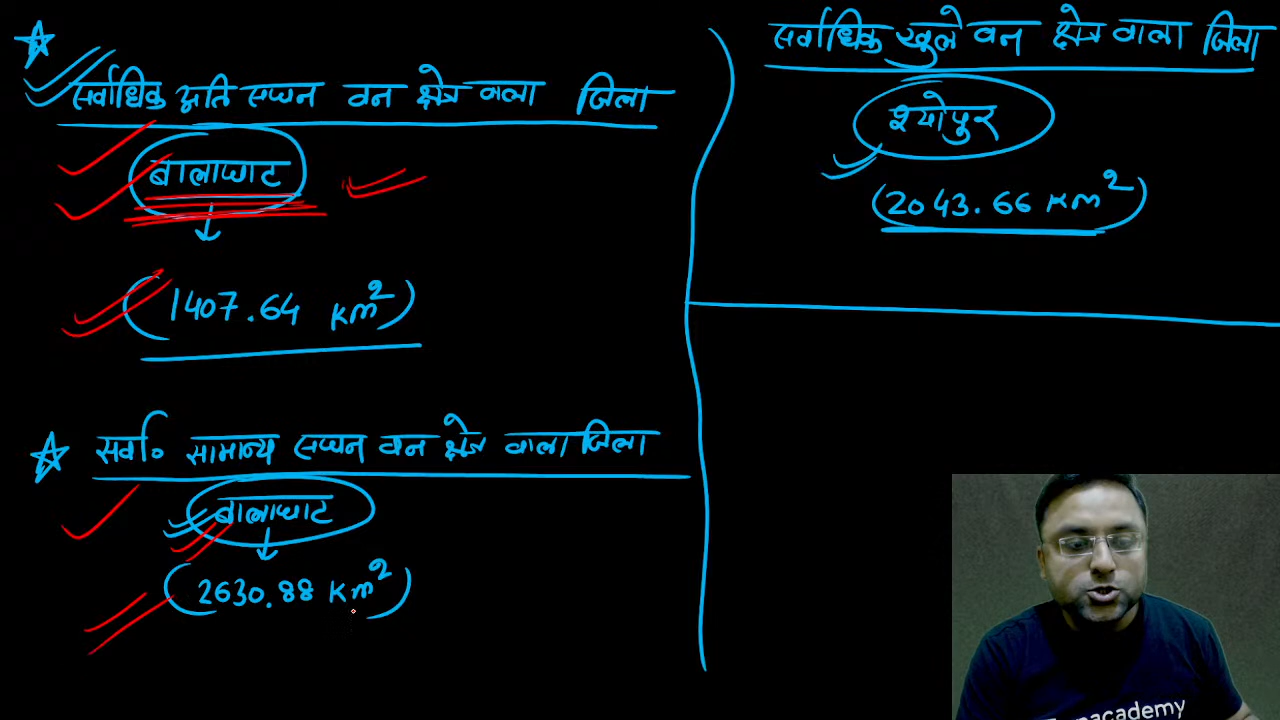 सर्वाधिक अति सघन वन क्षेत्र वाला जिला
बालाघाट
(1407.64 km²)
सर्वा० सामान्य सघन वन क्षेत्र वाला जिला
बालाघाट
(2630.88 Km²)
सर्वाधिक खुले वन क्षेत्र वाला जिला
श्योपुर
(2043.66 Km²)
nacademy